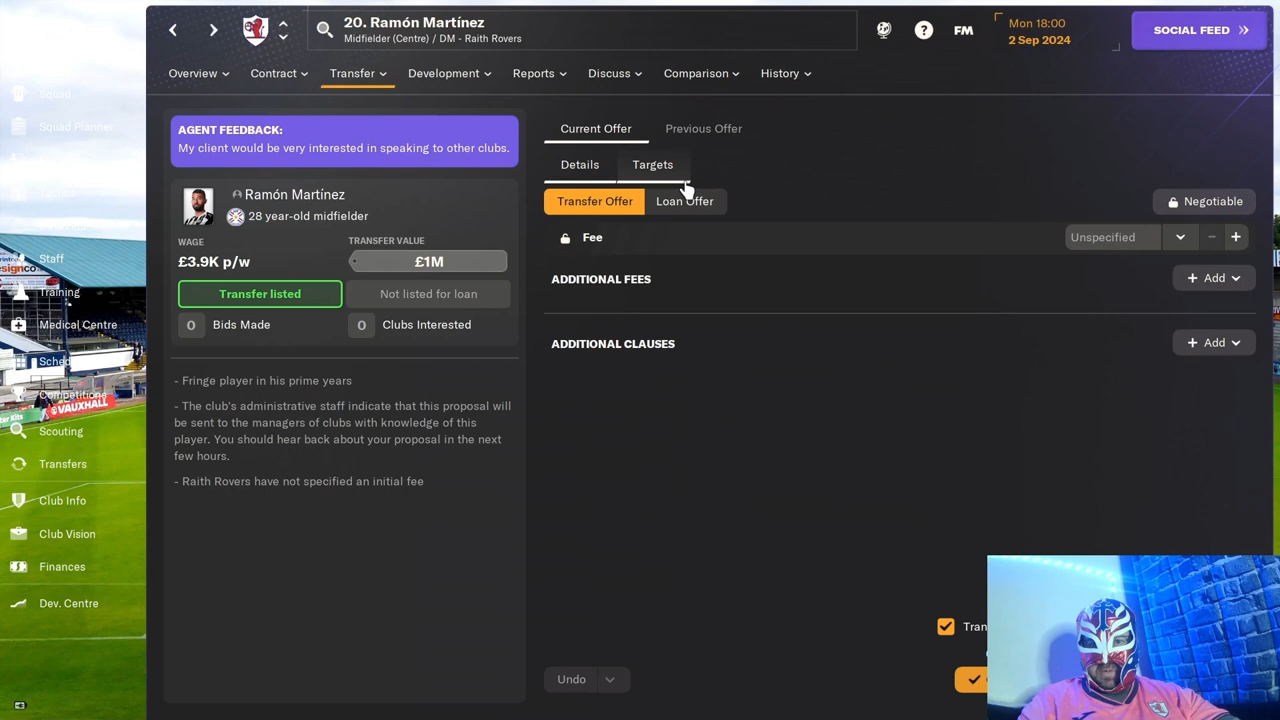 20. Ramón Martínez
Midfielder (Centre) / DM - Raith Rovers
FM
Mon 18:00
2 Sep 2024
SOCIAL FEED
Overview
Contract
Transfer
Development
Reports
Discuss
Comparison
History
Squad
Squad Planner
Staff
Training
Medical Centre
Sched
Competitions
VAUXHALL
Scouting
Transfers
Club Info
Club Vision
Finances
Dev. Centre
AGENT FEEDBACK:
My client would be very interested in speaking to other clubs.
Ramón Martínez
28 year-old midfielder
WAGE
£3.9K p/w
TRANSFER VALUE
£1M
Transfer listed
Not listed for loan
0 Bids Made
0 Clubs Interested
- Fringe player in his prime years
- The club's administrative staff indicate that this proposal will
be sent to the managers of clubs with knowledge of this
player. You should hear back about your proposal in the next
few hours.
- Raith Rovers have not specified an initial fee
Current Offer
Previous Offer
Details
Targets
Transfer Offer
Loan Offer
Negotiable
Fee
Unspecified
ADDITIONAL FEES
+ Add
ADDITIONAL CLAUSES
+ Add
Tran
Undo